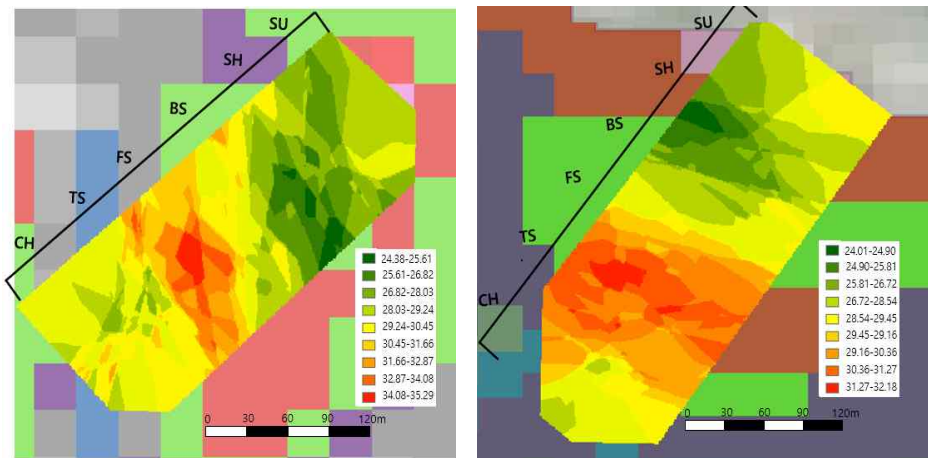 SU
SH
BS
FS
TS
CH
24.38-25.61
25.61-26.82
26.82-28.03
28.03-29.24
29.24-30.45
30.45-31.66
31.66-32.87
32.87-34.08
34.08-35.29
0 30 60 90 120m
SU
SH
BS
FS
TS
CH
24.01-24.90
24.90-25.81
25.81-26.72
26.72-28.54
28.54-29.45
29.45-29.16
29.16-30.36
30.36-31.27
31.27-32.18
0 30 60 90 120m